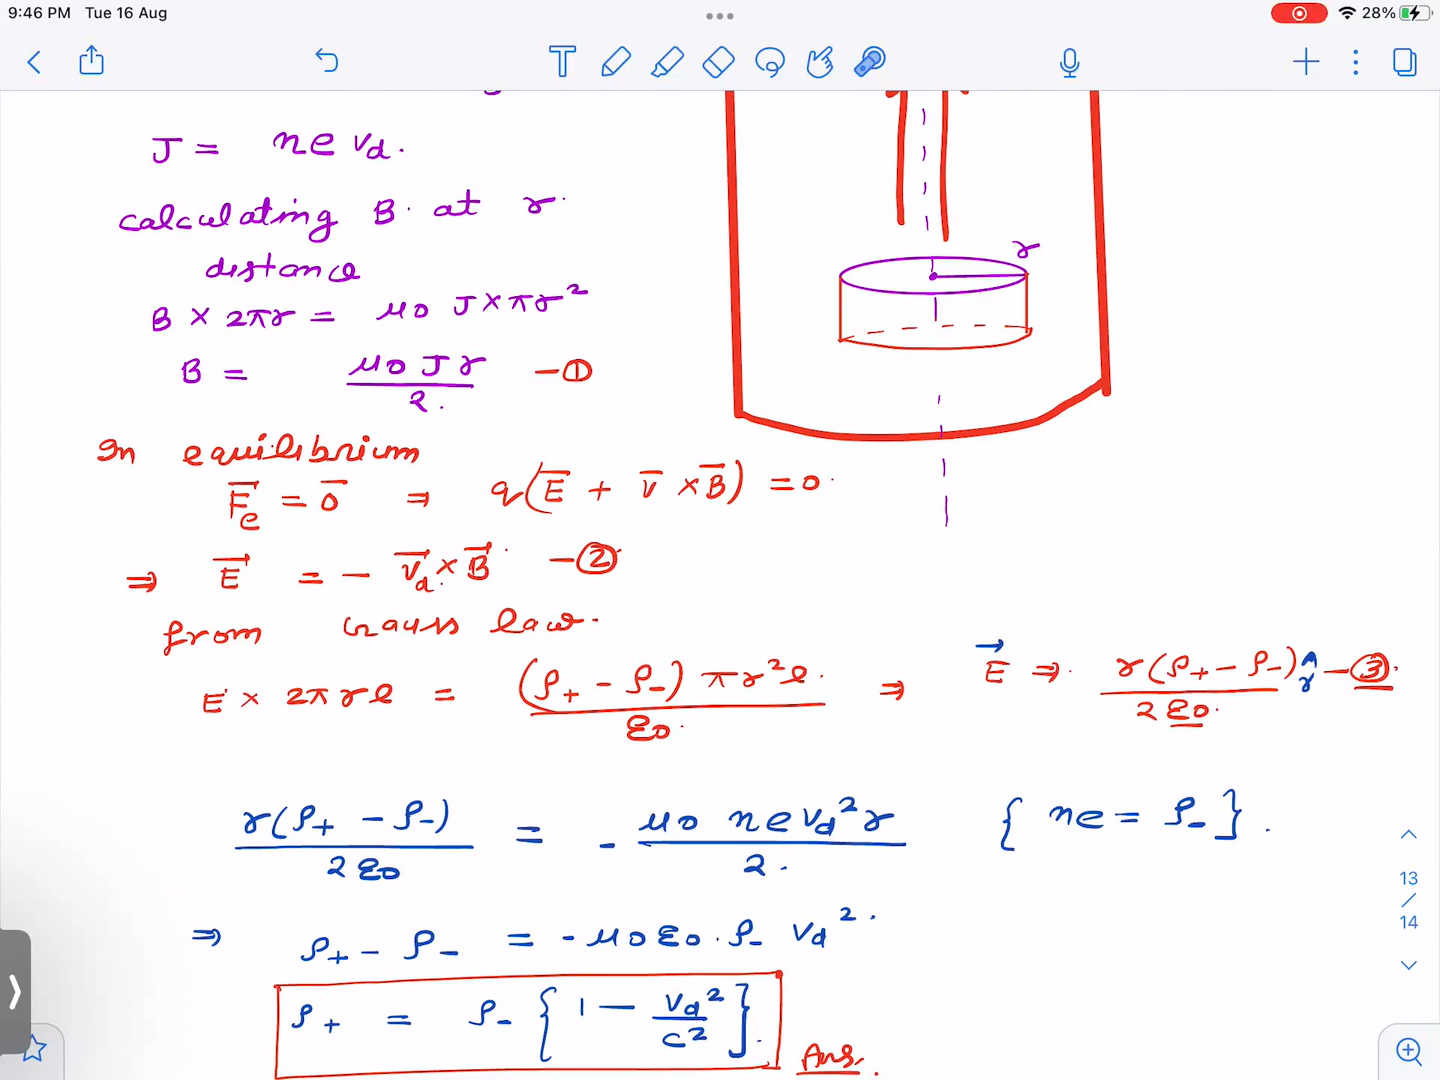 9:46 PM Tue 16 Aug
28%
J = ne vd.
calculating B at r
distance
B × 2πr = μ0 J × πr²
B = μ0 J r / 2. —①
r
In equilibrium
F⃗e = 0⃗ ⇒ q(E̅ + v̅ × B̅) = 0
⇒ E⃗ = − v⃗d × B⃗ —②
from Gauss law.
E × 2πrl = (ρ+ − ρ−) πr²l / ε0 ⇒ E⃗ ⇒ r(ρ+ − ρ−) / 2ε0 r̂ —③
r(ρ+ − ρ−) / 2ε0 = − μ0 ne vd² r / 2. { ne = ρ− }.
⇒ ρ+ − ρ− = −μ0 ε0 . ρ− vd².
ρ+ = ρ− { 1 − vd² / c² }.
Ans.
13
/
14